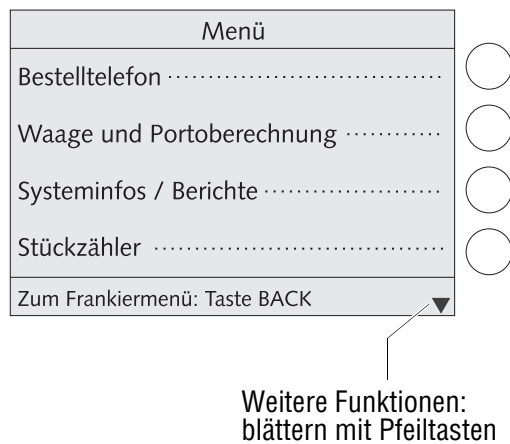 Menü
Bestelltelefon
Waage und Portoberechnung
Systeminfos / Berichte
Stückzähler
Zum Frankiermenü: Taste BACK
Weitere Funktionen:
blättern mit Pfeiltasten